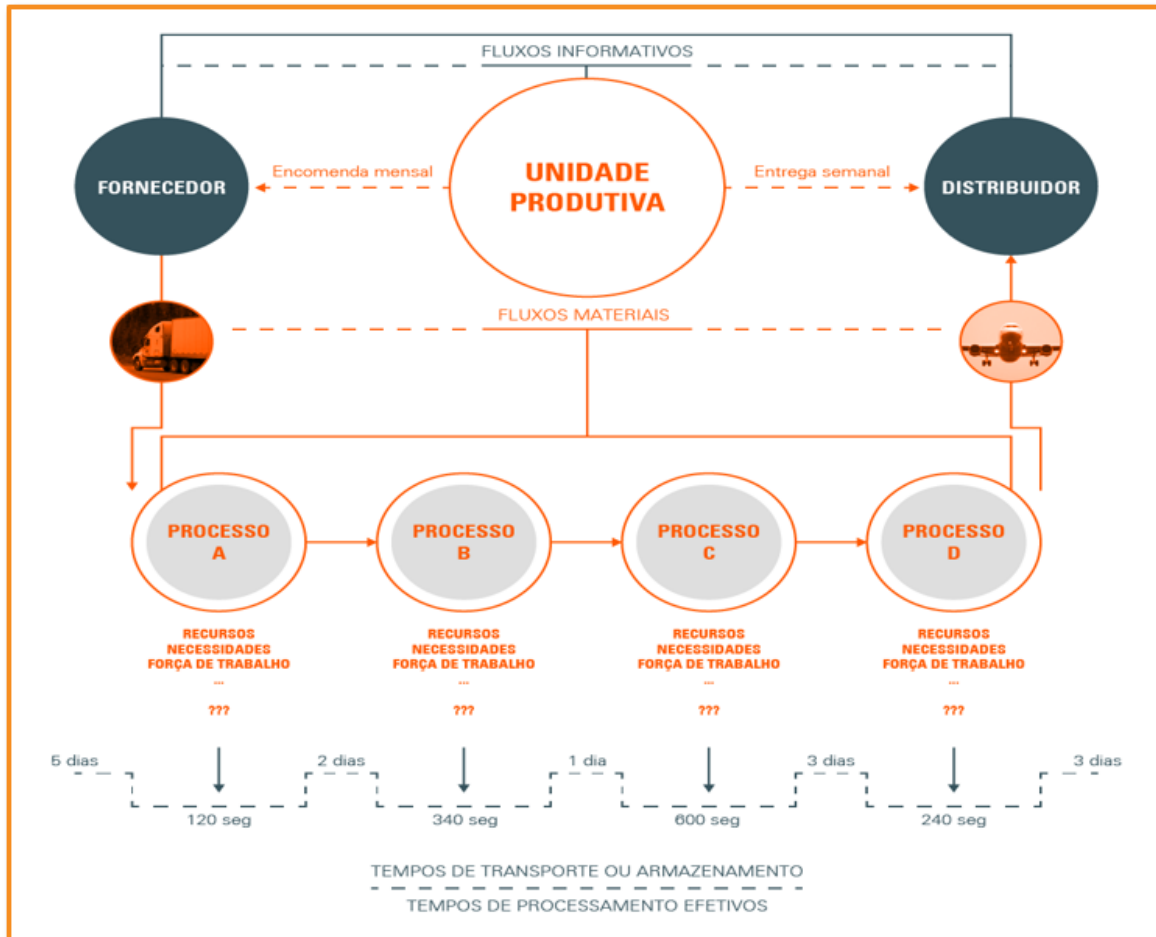 FLUXOS INFORMATIVOS
FORNECEDOR
Encomenda mensal
UNIDADE
PRODUTIVA
Entrega semanal
DISTRIBUIDOR
FLUXOS MATERIAIS
PROCESSO
A
PROCESSO
B
PROCESSO
C
PROCESSO
D
RECURSOS
NECESSIDADES
FORÇA DE TRABALHO
...
???
RECURSOS
NECESSIDADES
FORÇA DE TRABALHO
...
???
RECURSOS
NECESSIDADES
FORÇA DE TRABALHO
...
???
RECURSOS
NECESSIDADES
FORÇA DE TRABALHO
...
???
5 dias
2 dias
1 dia
3 dias
3 dias
120 seg
340 seg
600 seg
240 seg
TEMPOS DE TRANSPORTE OU ARMAZENAMENTO
TEMPOS DE PROCESSAMENTO EFETIVOS